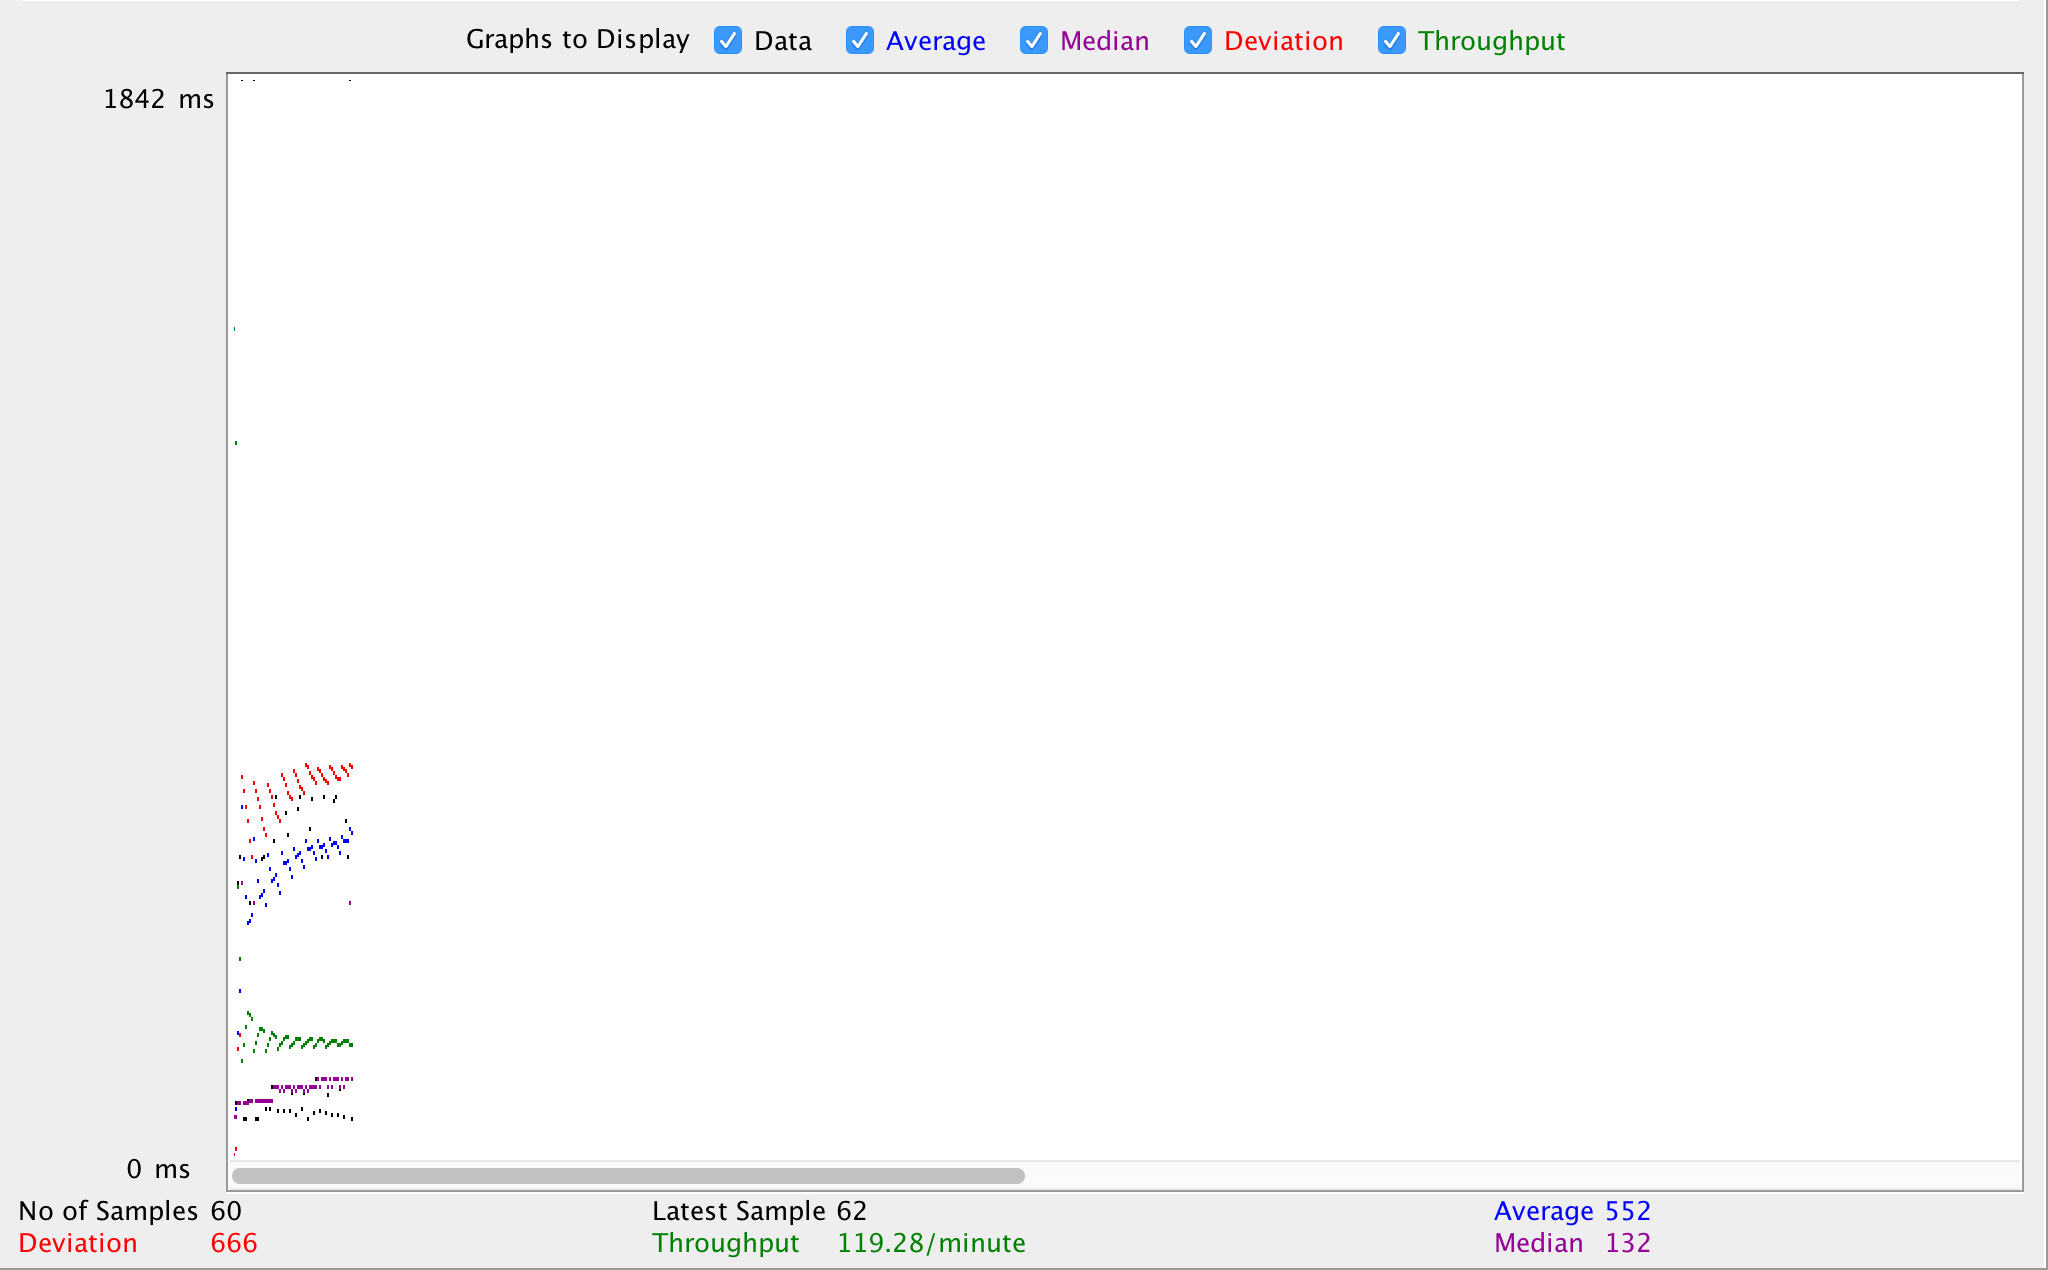 Graphs to Display Data Average Median Deviation Throughput
1842 ms
0 ms
No of Samples 60 Latest Sample 62 Average 552
Deviation 666 Throughput 119.28/minute Median 132